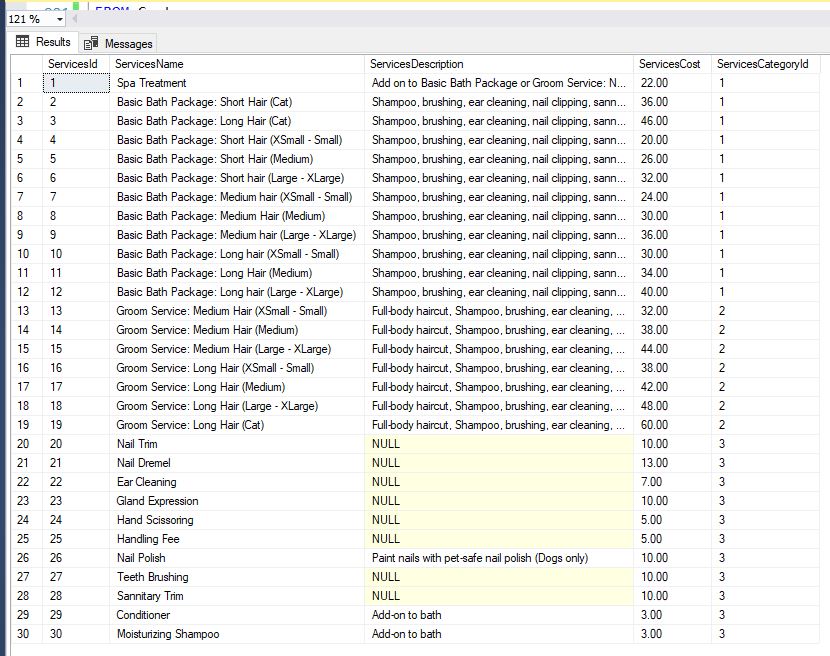 121 %
Results Messages
ServicesId ServicesName ServicesDescription ServicesCost ServicesCategoryId
1 1 Spa Treatment Add on to Basic Bath Package or Groom Service: N... 22.00 1
2 2 Basic Bath Package: Short Hair (Cat) Shampoo, brushing, ear cleaning, nail clipping, sann... 36.00 1
3 3 Basic Bath Package: Long Hair (Cat) Shampoo, brushing, ear cleaning, nail clipping, sann... 46.00 1
4 4 Basic Bath Package: Short Hair (XSmall - Small) Shampoo, brushing, ear cleaning, nail clipping, sann... 20.00 1
5 5 Basic Bath Package: Short Hair (Medium) Shampoo, brushing, ear cleaning, nail clipping, sann... 26.00 1
6 6 Basic Bath Package: Short hair (Large - XLarge) Shampoo, brushing, ear cleaning, nail clipping, sann... 32.00 1
7 7 Basic Bath Package: Medium hair (XSmall - Small) Shampoo, brushing, ear cleaning, nail clipping, sann... 24.00 1
8 8 Basic Bath Package: Medium Hair (Medium) Shampoo, brushing, ear cleaning, nail clipping, sann... 30.00 1
9 9 Basic Bath Package: Medium hair (Large - XLarge) Shampoo, brushing, ear cleaning, nail clipping, sann... 36.00 1
10 10 Basic Bath Package: Long hair (XSmall - Small) Shampoo, brushing, ear cleaning, nail clipping, sann... 30.00 1
11 11 Basic Bath Package: Long Hair (Medium) Shampoo, brushing, ear cleaning, nail clipping, sann... 34.00 1
12 12 Basic Bath Package: Long hair (Large - XLarge) Shampoo, brushing, ear cleaning, nail clipping, sann... 40.00 1
13 13 Groom Service: Medium Hair (XSmall - Small) Full-body haircut, Shampoo, brushing, ear cleaning, ... 32.00 2
14 14 Groom Service: Medium Hair (Medium) Full-body haircut, Shampoo, brushing, ear cleaning, ... 38.00 2
15 15 Groom Service: Medium Hair (Large - XLarge) Full-body haircut, Shampoo, brushing, ear cleaning, ... 44.00 2
16 16 Groom Service: Long Hair (XSmall - Small) Full-body haircut, Shampoo, brushing, ear cleaning, ... 38.00 2
17 17 Groom Service: Long Hair (Medium) Full-body haircut, Shampoo, brushing, ear cleaning, ... 42.00 2
18 18 Groom Service: Long Hair (Large - XLarge) Full-body haircut, Shampoo, brushing, ear cleaning, ... 48.00 2
19 19 Groom Service: Long Hair (Cat) Full-body haircut, Shampoo, brushing, ear cleaning, ... 60.00 2
20 20 Nail Trim NULL 10.00 3
21 21 Nail Dremel NULL 13.00 3
22 22 Ear Cleaning NULL 7.00 3
23 23 Gland Expression NULL 10.00 3
24 24 Hand Scissoring NULL 5.00 3
25 25 Handling Fee NULL 5.00 3
26 26 Nail Polish Paint nails with pet-safe nail polish (Dogs only) 10.00 3
27 27 Teeth Brushing NULL 10.00 3
28 28 Sannitary Trim NULL 10.00 3
29 29 Conditioner Add-on to bath 3.00 3
30 30 Moisturizing Shampoo Add-on to bath 3.00 3